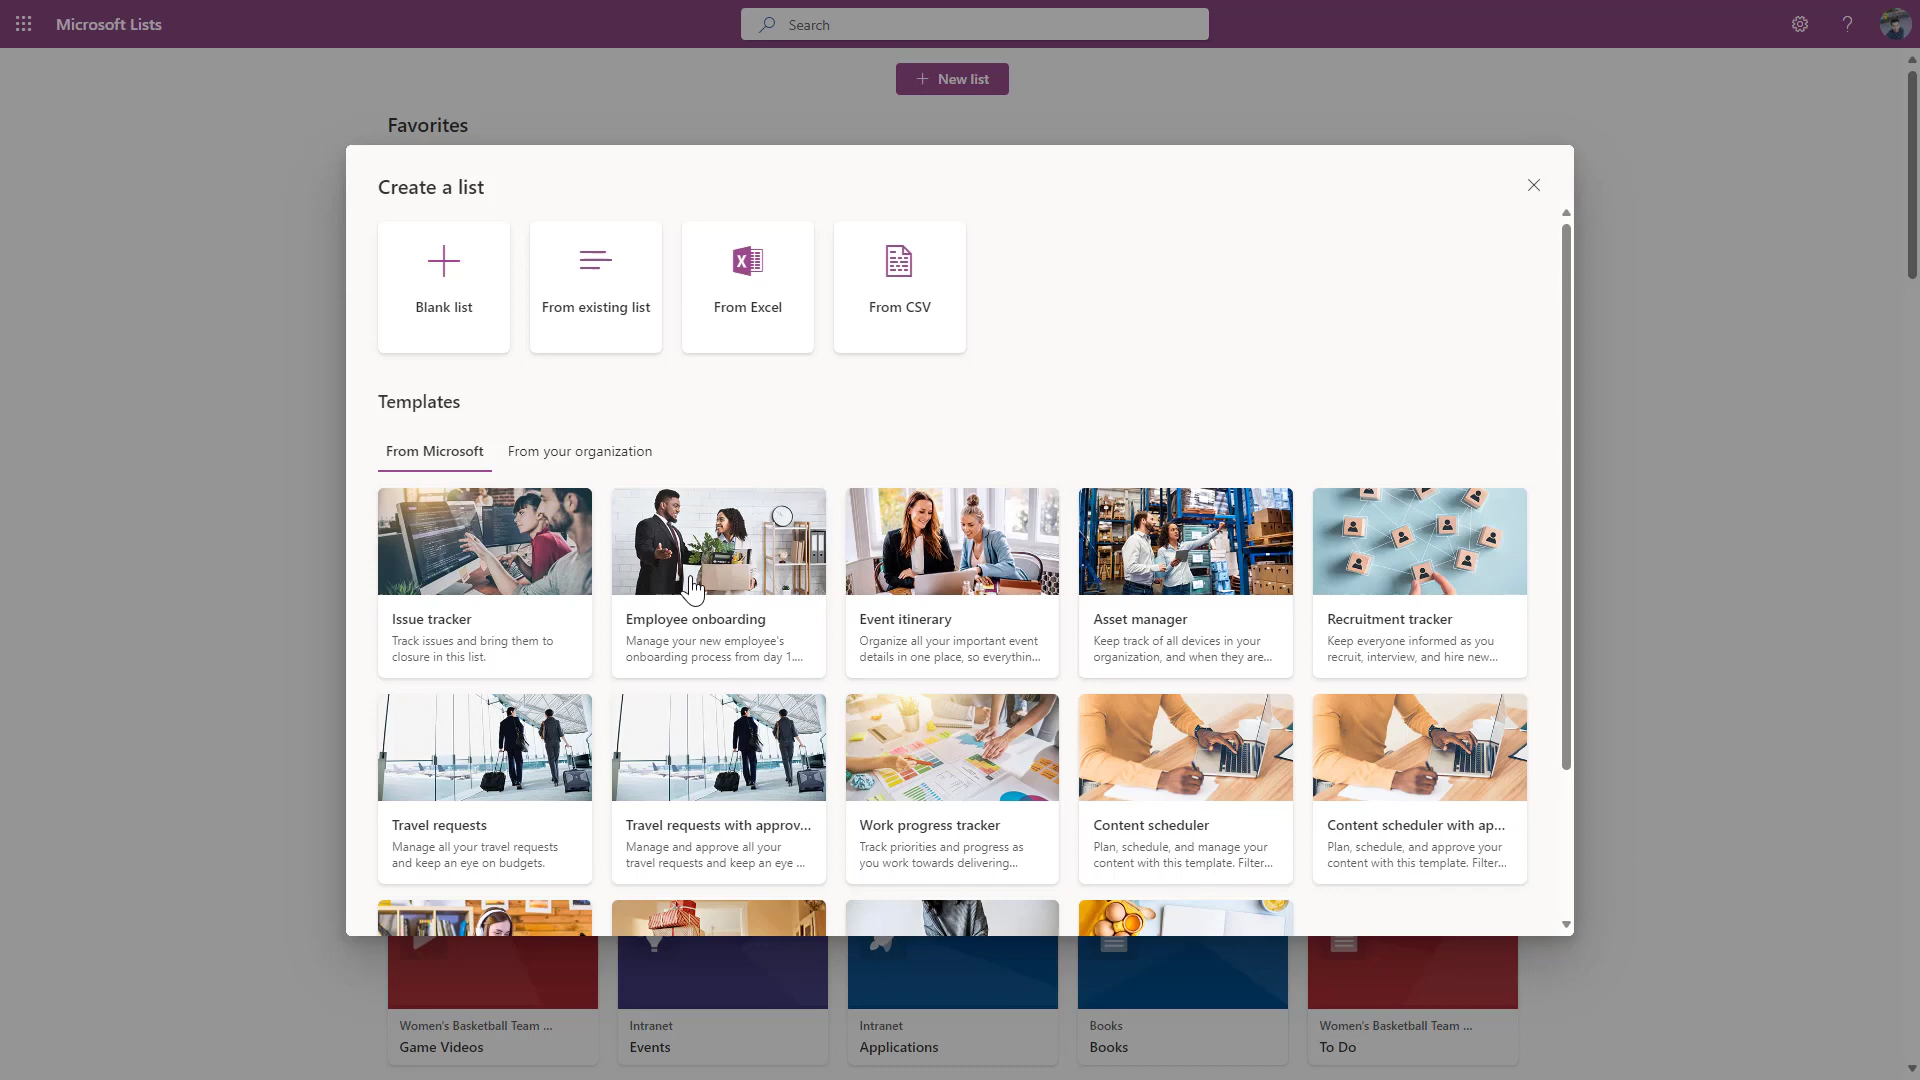 Microsoft Lists
Search
New list
Favorites
Create a list
Blank list
From existing list
From Excel
From CSV
Templates
From Microsoft
From your organization
Issue tracker
Track issues and bring them to
closure in this list.
Employee onboarding
Manage your new employee's
onboarding process from day 1....
Event itinerary
Organize all your important event
details in one place, so everythin...
Asset manager
Keep track of all devices in your
organization, and when they are...
Recruitment tracker
Keep everyone informed as you
recruit, interview, and hire new...
Travel requests
Manage all your travel requests
and keep an eye on budgets.
Travel requests with approv...
Manage and approve all your
travel requests and keep an eye ...
Work progress tracker
Track priorities and progress as
you work towards delivering...
Content scheduler
Plan, schedule, and manage your
content with this template. Filter...
Content scheduler with ap...
Plan, schedule, and approve your
content with this template. Filter...
Women's Basketball Team ...
Game Videos
Intranet
Events
Intranet
Applications
Books
Books
Women's Basketball Team ...
To Do